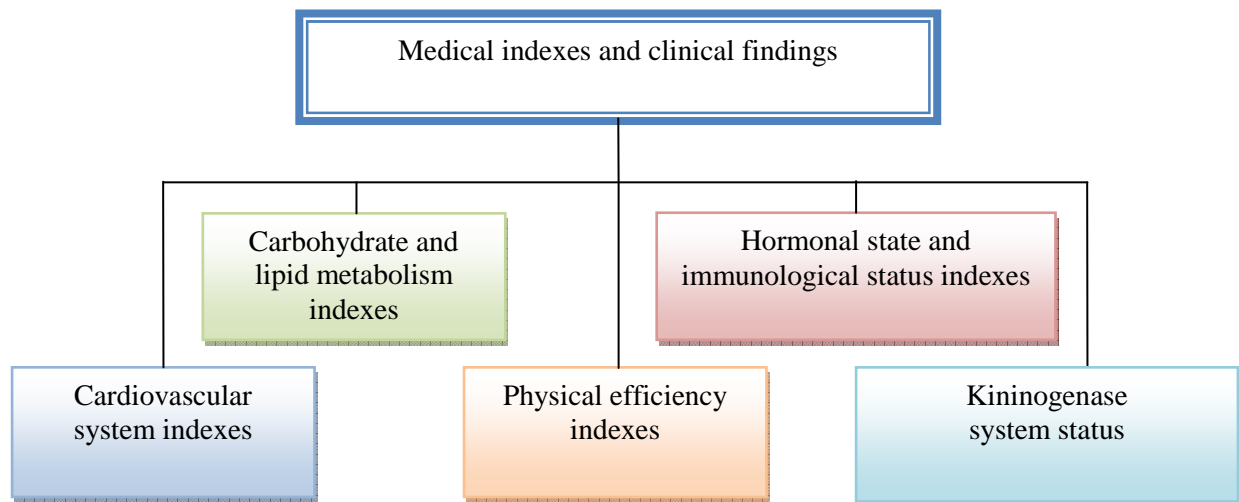 Medical indexes and clinical findings
Carbohydrate and
lipid metabolism
indexes
Hormonal state and
immunological status indexes
Cardiovascular
system indexes
Physical efficiency
indexes
Kininogenase
system status